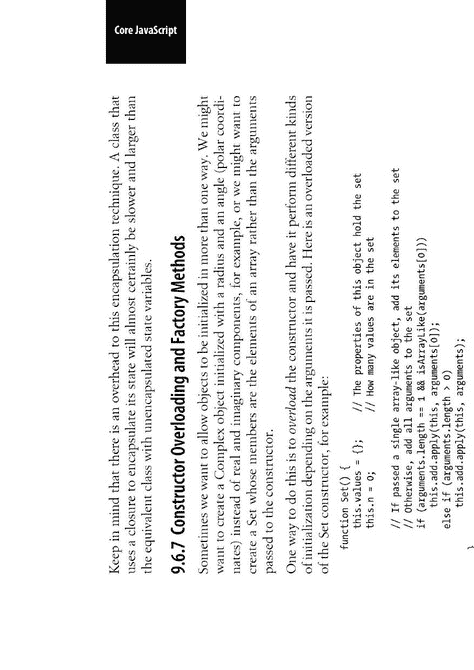 Core JavaScript
Keep in mind that there is an overhead to this encapsulation technique. A class that
uses a closure to encapsulate its state will almost certainly be slower and larger than
the equivalent class with unencapsulated state variables.
9.6.7 Constructor Overloading and Factory Methods
Sometimes we want to allow objects to be initialized in more than one way. We might
want to create a Complex object initialized with a radius and an angle (polar coordi-
nates) instead of real and imaginary components, for example, or we might want to
create a Set whose members are the elements of an array rather than the arguments
passed to the constructor.
One way to do this is to overload the constructor and have it perform different kinds
of initialization depending on the arguments it is passed. Here is an overloaded version
of the Set constructor, for example:
function Set() {
this.values = {};     // The properties of this object hold the set
this.n = 0;           // How many values are in the set
// If passed a single array-like object, add its elements to the set
// Otherwise, add all arguments to the set
if (arguments.length == 1 && isArrayLike(arguments[0]))
this.add.apply(this, arguments[0]);
else if (arguments.length > 0)
this.add.apply(this, arguments);
}